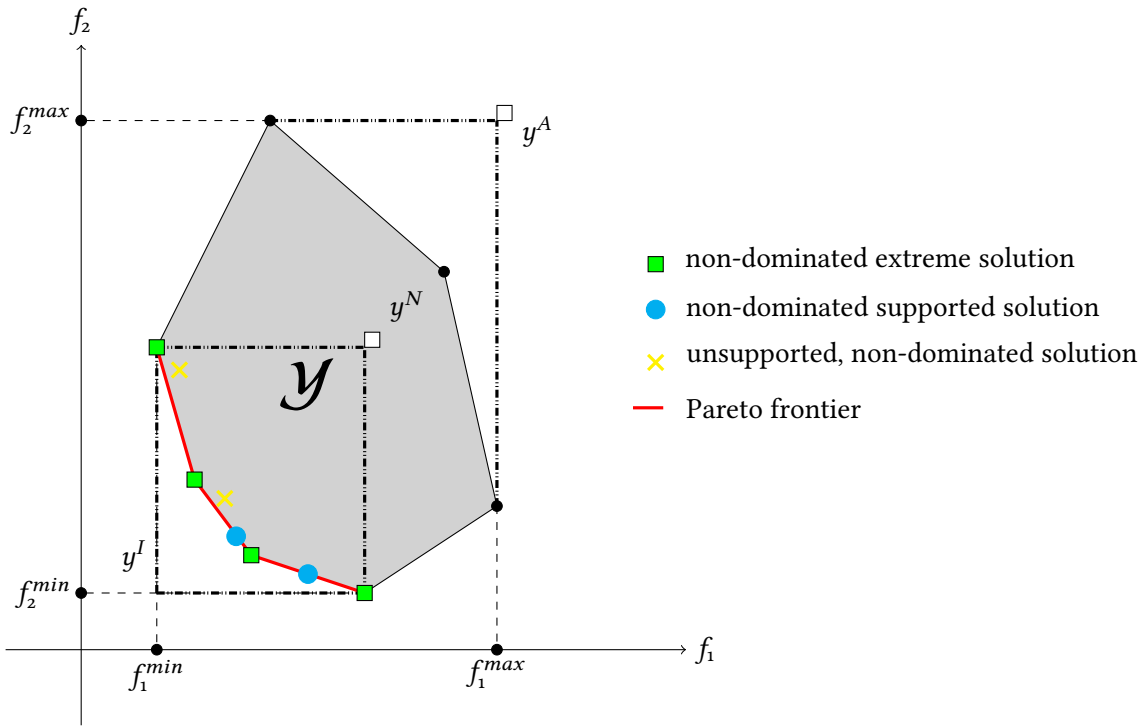 f₂
f₂^max
y^A
y^N
𝒴
y^I
f₂^min
f₁
f₁^min
f₁^max
non-dominated extreme solution
non-dominated supported solution
unsupported, non-dominated solution
Pareto frontier